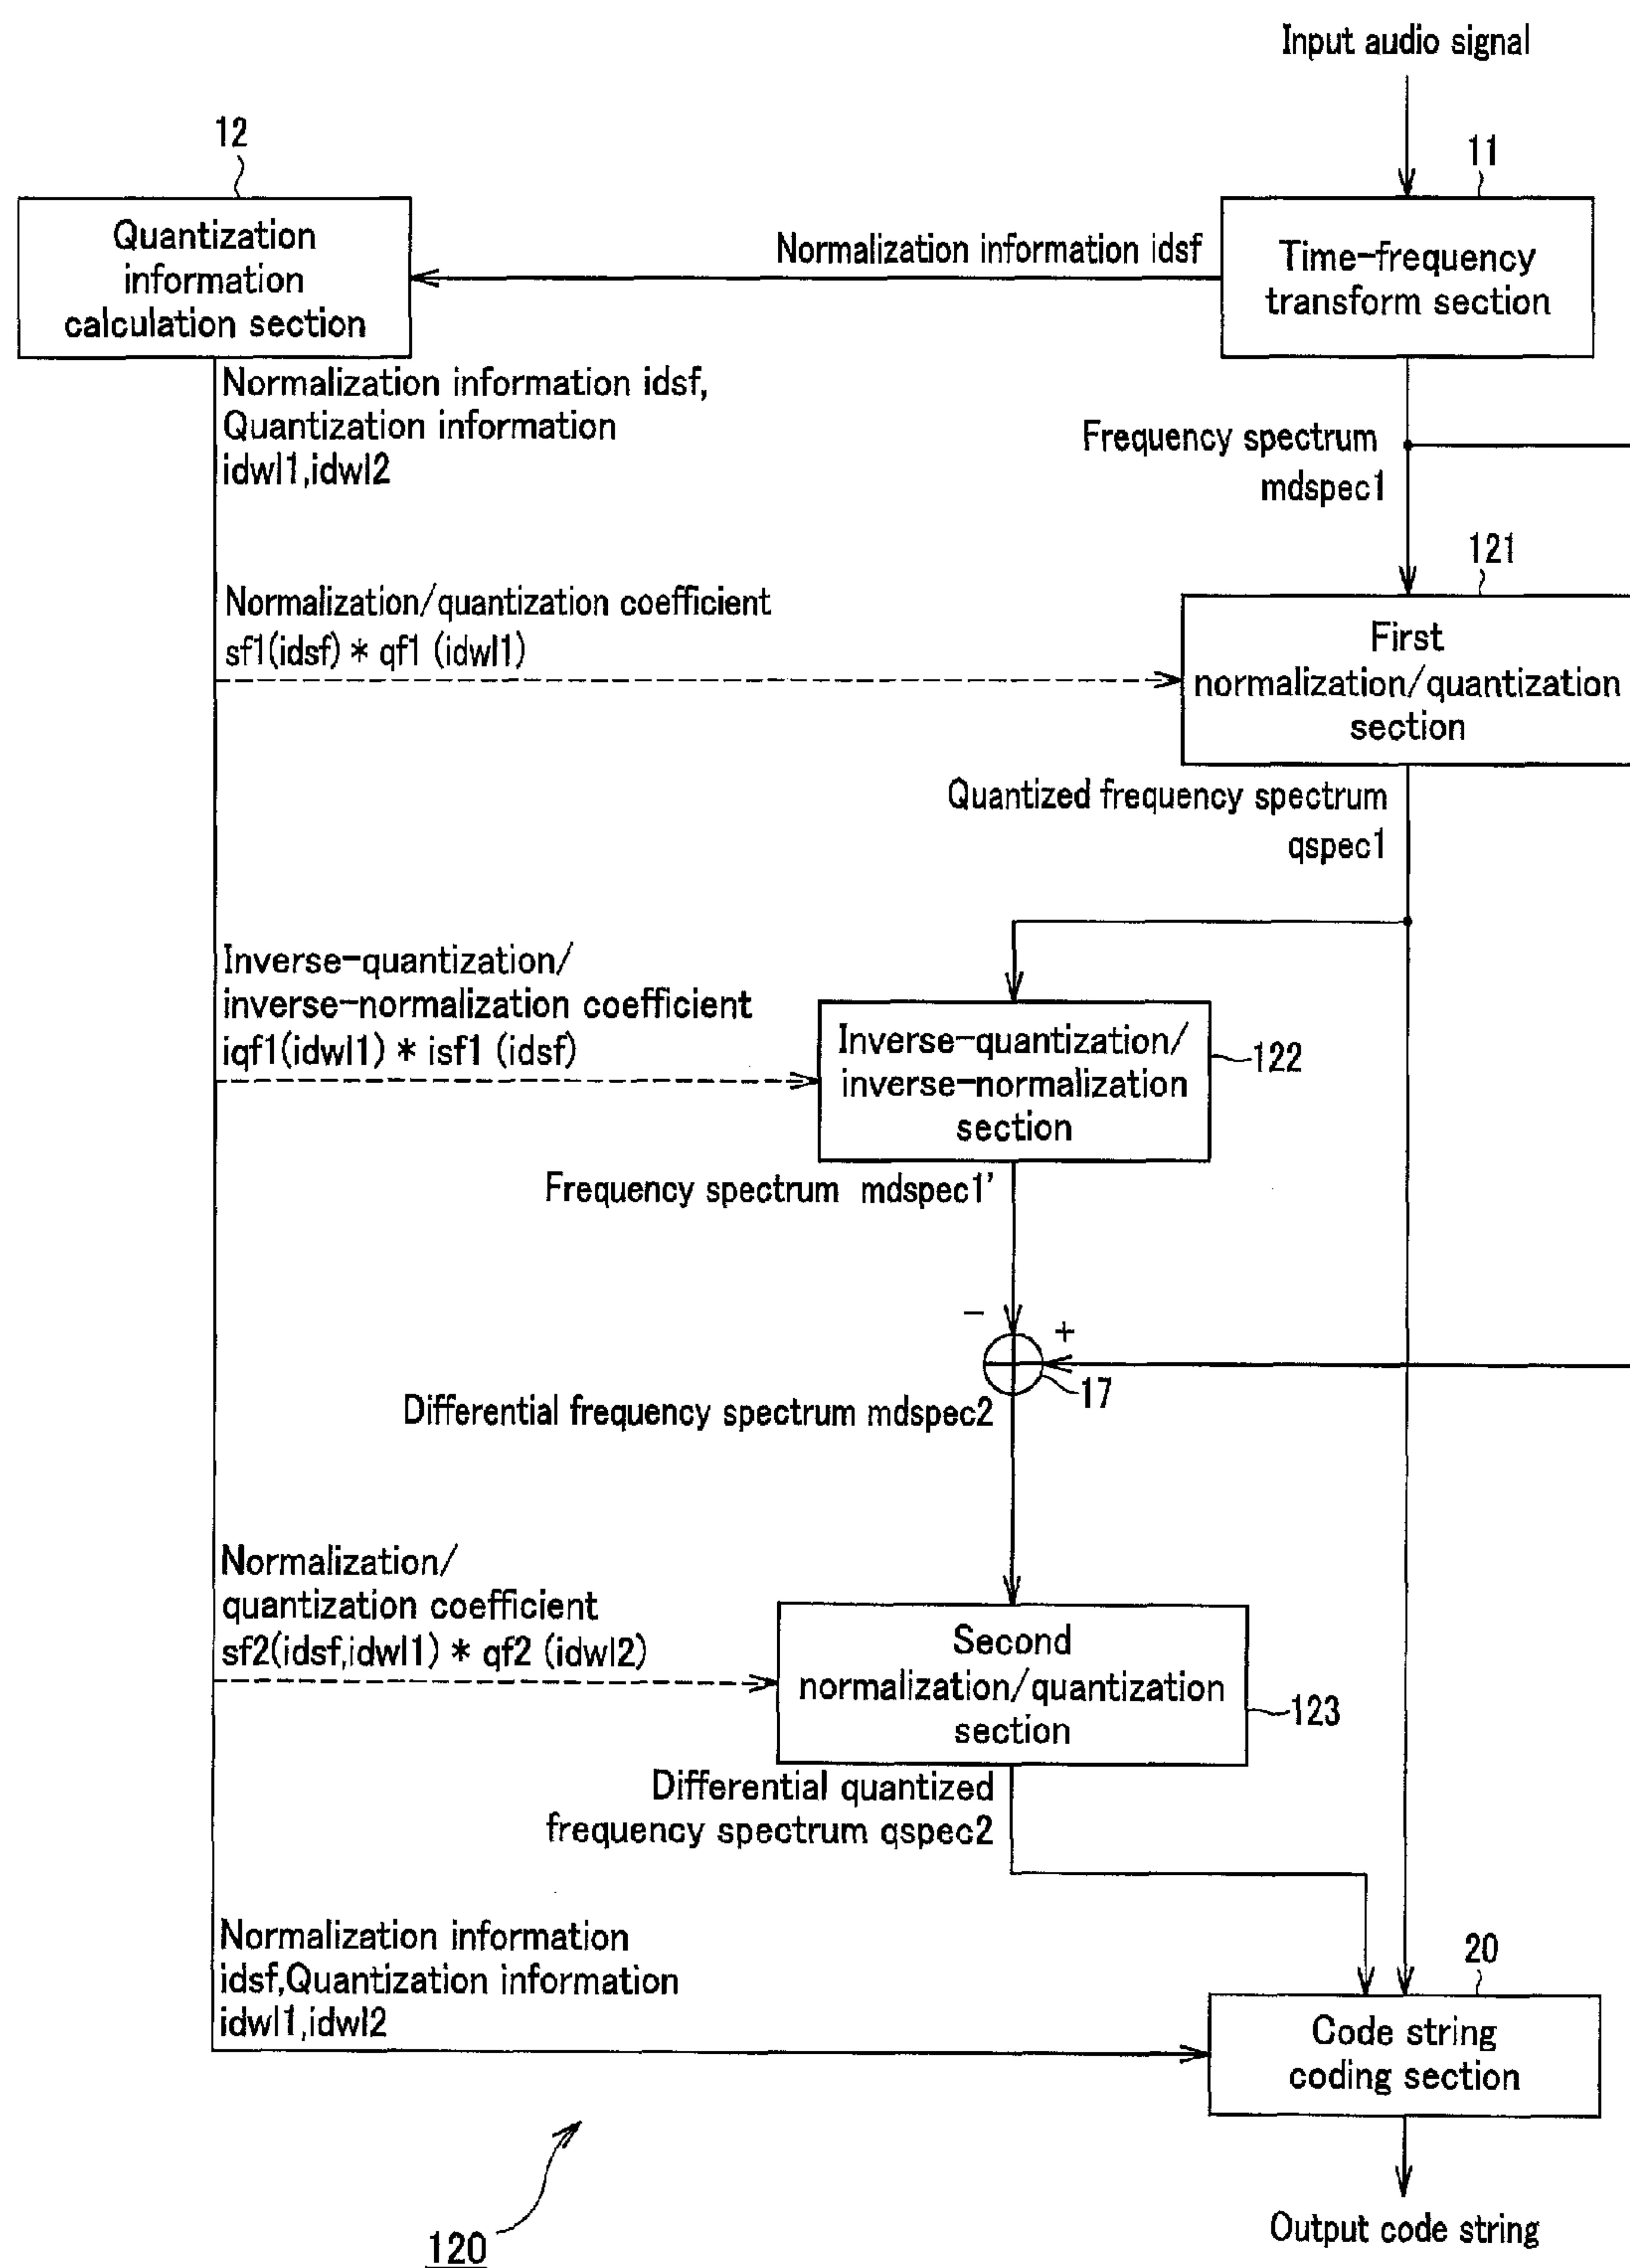 Input audio signal
12
11
Quantization
information
calculation section
Normalization information idsf
Time-frequency
transform section
Normalization information idsf,
Quantization information
idwl1,idwl2
Frequency spectrum
mdspec1
121
Normalization/quantization coefficient
sf1(idsf) * qf1 (idwl1)
First
normalization/quantization
section
Quantized frequency spectrum
qspec1
Inverse-quantization/
inverse-normalization coefficient
iqf1(idwl1) * isf1 (idsf)
Inverse-quantization/
inverse-normalization
section
122
Frequency spectrum mdspec1'
-
+
17
Differential frequency spectrum mdspec2
Normalization/
quantization coefficient
sf2(idsf,idwl1) * qf2 (idwl2)
Second
normalization/quantization
section
123
Differential quantized
frequency spectrum qspec2
Normalization information
idsf,Quantization information
idwl1,idwl2
20
Code string
coding section
120
Output code string